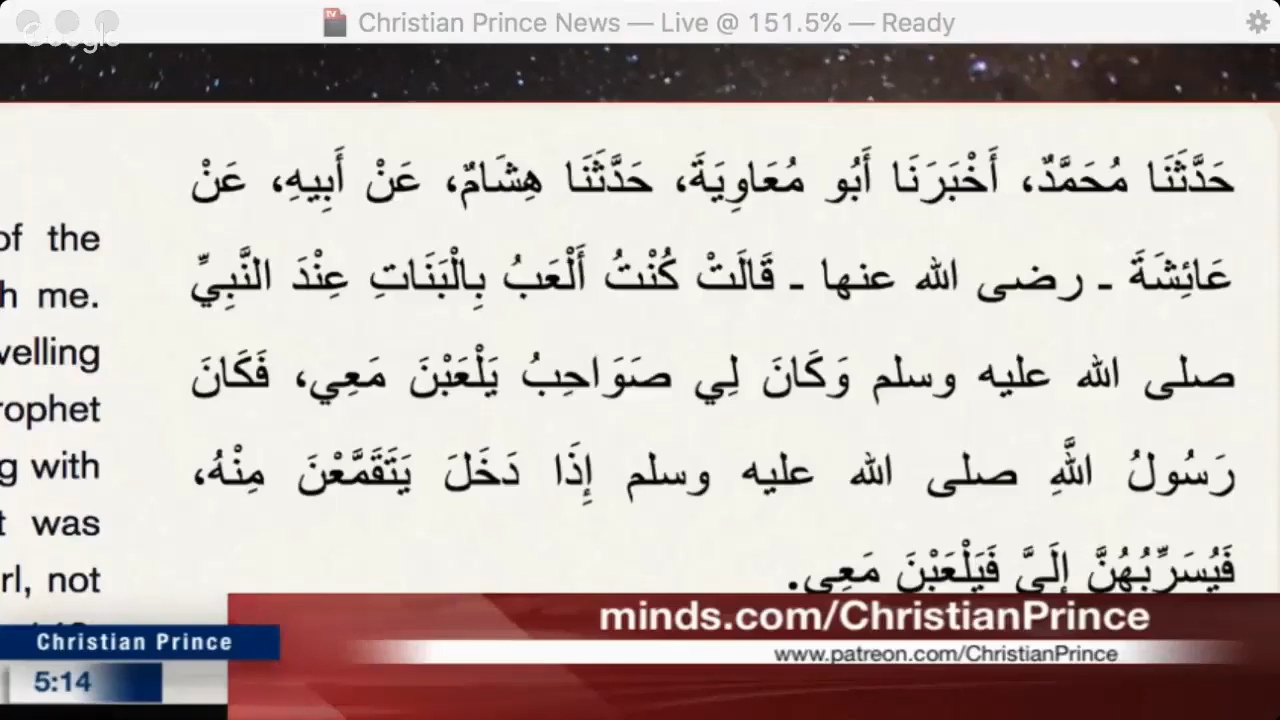 Christian Prince News — Live @ 151.5% — Ready
Google
حَدَّثَنَا مُحَمَّدٌ، أَخْبَرَنَا أَبُو مُعَاوِيَةَ، حَدَّثَنَا هِشَامٌ، عَنْ أَبِيهِ، عَنْ
عَائِشَةَ ـ رضى الله عنها ـ قَالَتْ كُنْتُ أَلْعَبُ بِالْبَنَاتِ عِنْدَ النَّبِيِّ
صلى الله عليه وسلم وَكَانَ لِي صَوَاحِبُ يَلْعَبْنَ مَعِي، فَكَانَ
رَسُولُ اللَّهِ صلى الله عليه وسلم إِذَا دَخَلَ يَتَقَمَّعْنَ مِنْهُ،
فَيُسَرِّبُهُنَّ إِلَىَّ فَيَلْعَبْنَ مَعِي.
of the
h me.
velling
rophet
g with
t was
rl, not
minds.com/ChristianPrince
www.patreon.com/ChristianPrince
Christian Prince
5:14